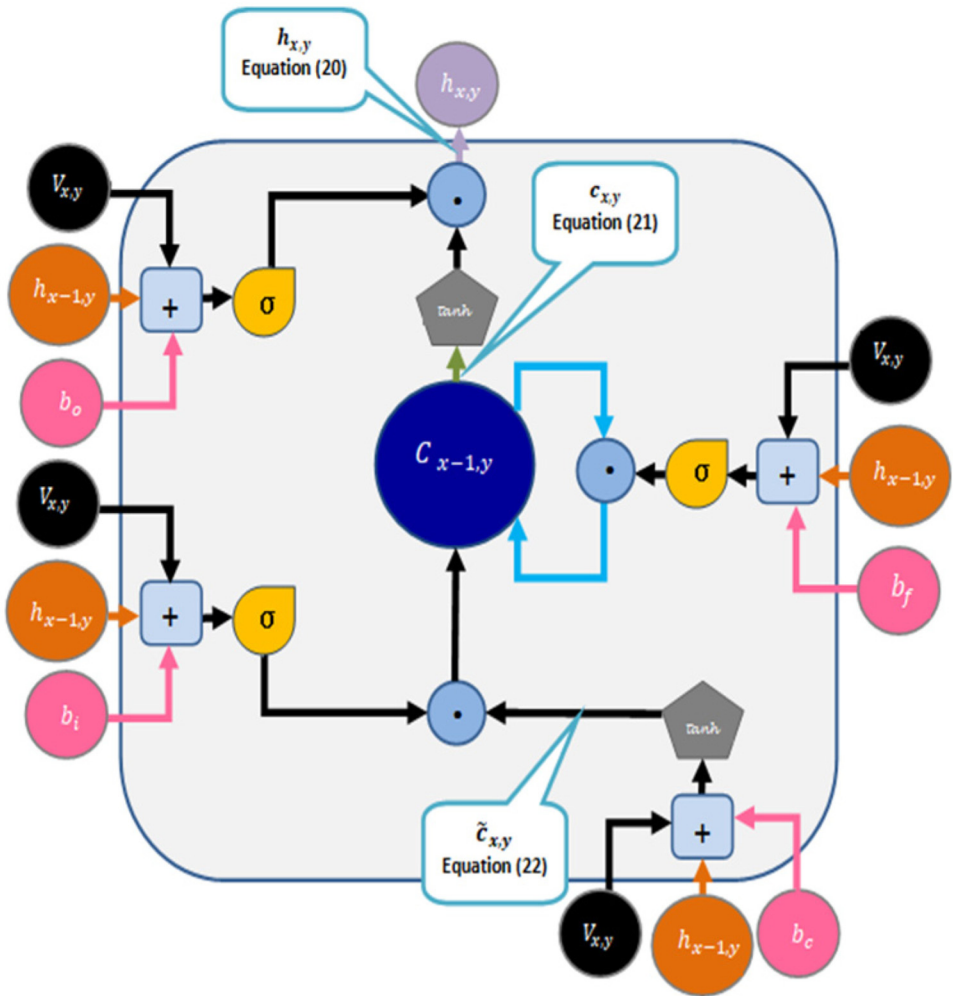 h_{x,y}
Equation (20)
h_{x,y}
V_{x,y}
.
c_{x,y}
Equation (21)
h_{x-1,y}
+
σ
tanh
b_o
V_{x,y}
C_{x-1,y}
.
σ
+
h_{x-1,y}
V_{x,y}
h_{x-1,y}
+
σ
b_f
b_i
.
tanh
c̃_{x,y}
Equation (22)
+
V_{x,y}
h_{x-1,y}
b_c